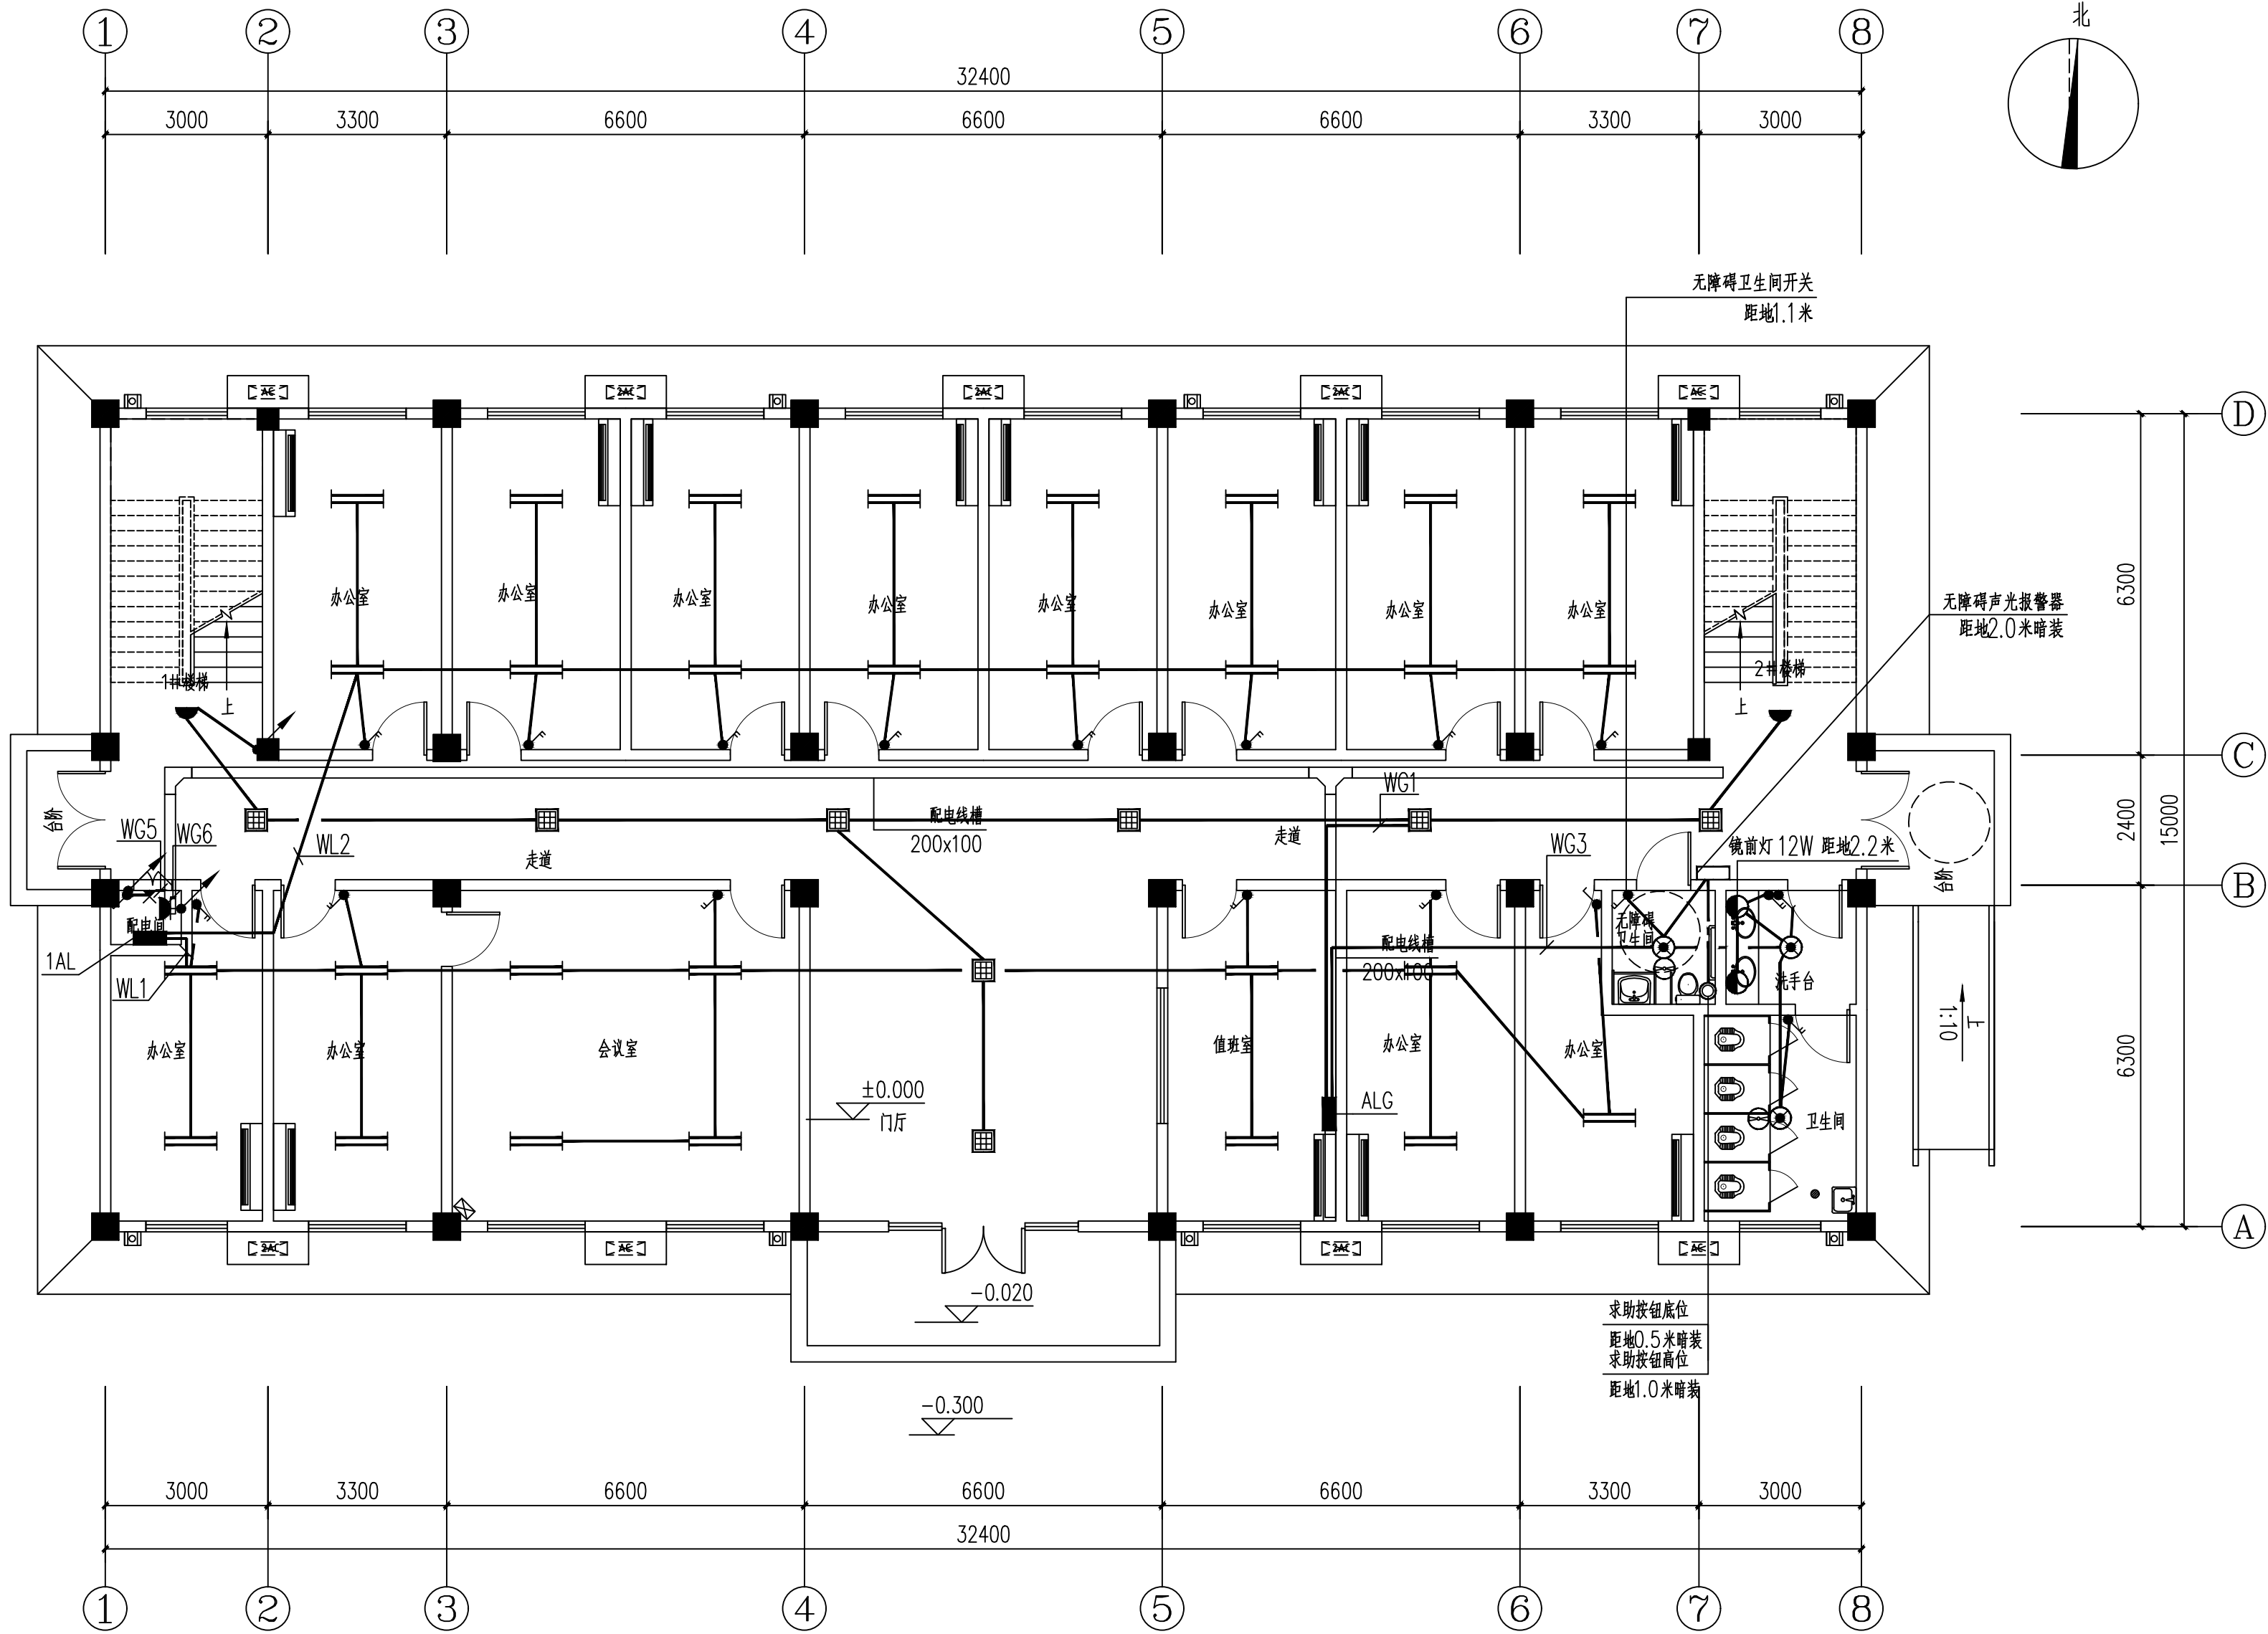 北
1 2 3 4 5 6 7 8
32400
3000 3300 6600 6600 6600 3300 3000
无障碍卫生间开关
距地1.1米
AC 2AC 2AC 2AC AC
D
办公室 办公室 办公室 办公室 办公室 办公室 办公室 办公室
6300
无障碍声光报警器
距地2.0米暗装
1#楼梯 2#楼梯
上 上
C
WG1
台阶 WG5 WG6 WL2 走道
配电线槽
200x100
走道 WG3
镜前灯 12W 距地2.2米
台阶
2400 15000
B
配电间
1AL
WL1
配电线槽
200x100
无障碍
卫生间
洗手台
上
1:10
办公室 办公室 会议室 值班室 办公室 办公室
±0.000
门厅
ALG
卫生间
6300
A
2AC AC 2AC AC
-0.020
求助按钮底位
距地0.5米暗装
求助按钮高位
距地1.0米暗装
-0.300
3000 3300 6600 6600 6600 3300 3000
32400
1 2 3 4 5 6 7 8